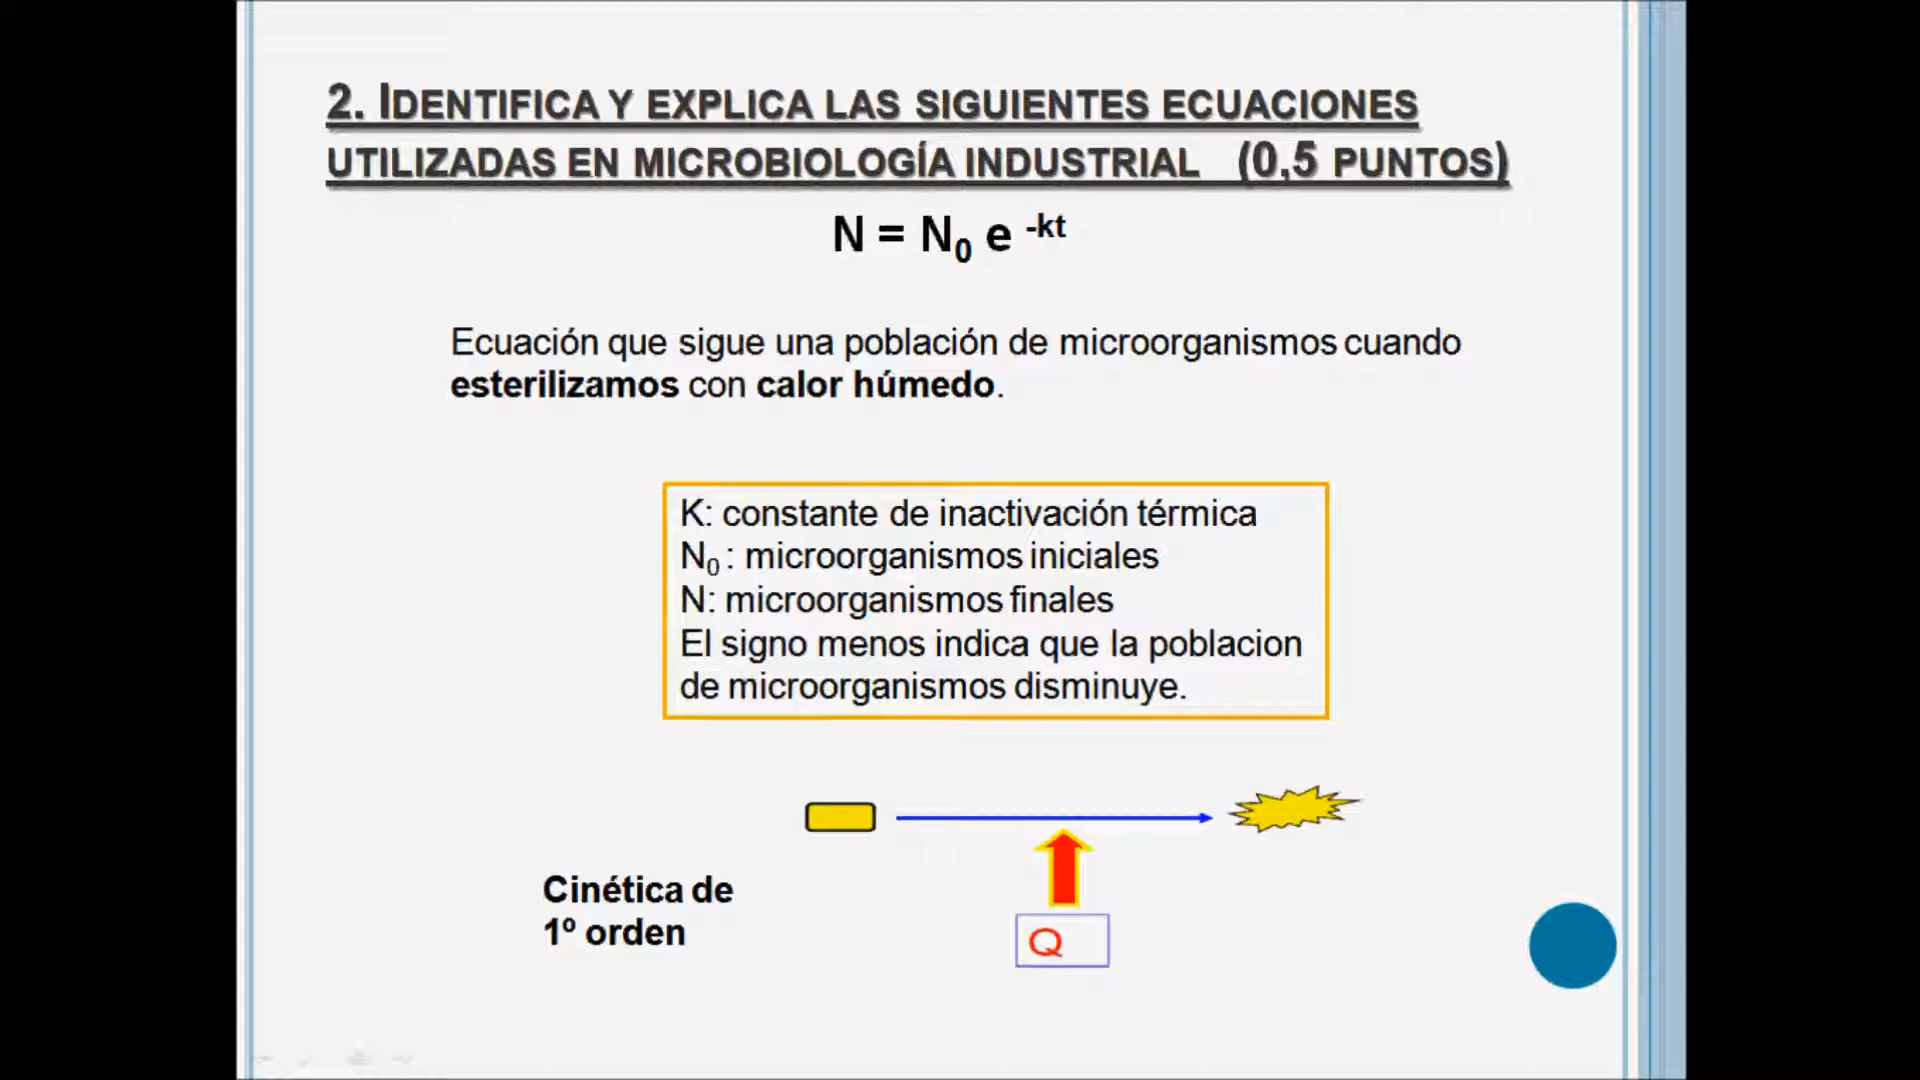 2. IDENTIFICA Y EXPLICA LAS SIGUIENTES ECUACIONES
UTILIZADAS EN MICROBIOLOGÍA INDUSTRIAL (0,5 PUNTOS)
N = N₀ e ⁻ᵏᵗ
Ecuación que sigue una población de microorganismos cuando
esterilizamos con calor húmedo.
K: constante de inactivación térmica
N₀ : microorganismos iniciales
N: microorganismos finales
El signo menos indica que la poblacion
de microorganismos disminuye.
Cinética de
1º orden
Q